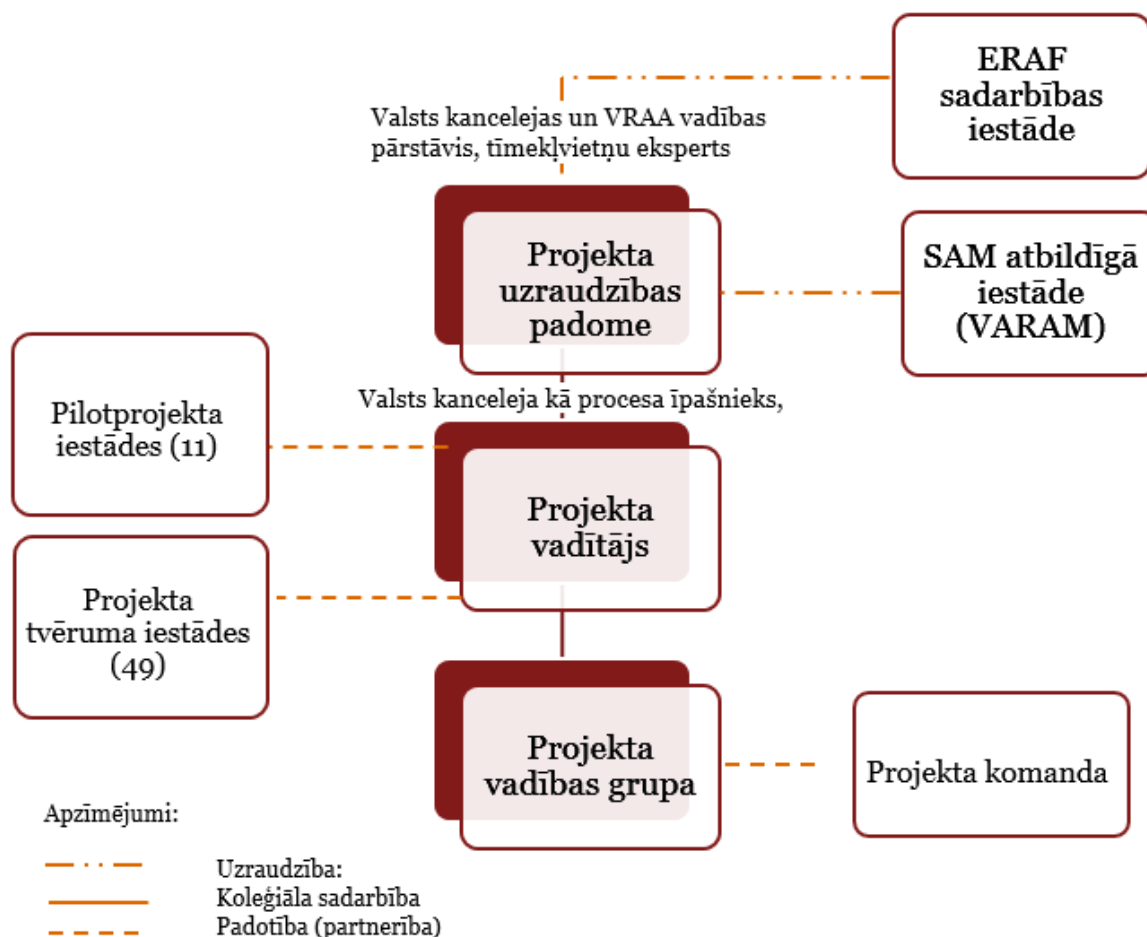 ERAF
sadarbības
iestāde
Valsts kancelejas un VRAA vadības
pārstāvis, tīmekļvietņu eksperts
Projekta
uzraudzības
padome
SAM atbildīgā
iestāde
(VARAM)
Valsts kanceleja kā procesa īpašnieks,
Pilotprojekta
iestādes (11)
Projekta
vadītājs
Projekta
tvēruma iestādes
(49)
Projekta
vadības grupa
Projekta komanda
Apzīmējumi:
Uzraudzība:
Koleģiāla sadarbība
Padotība (partnerība)